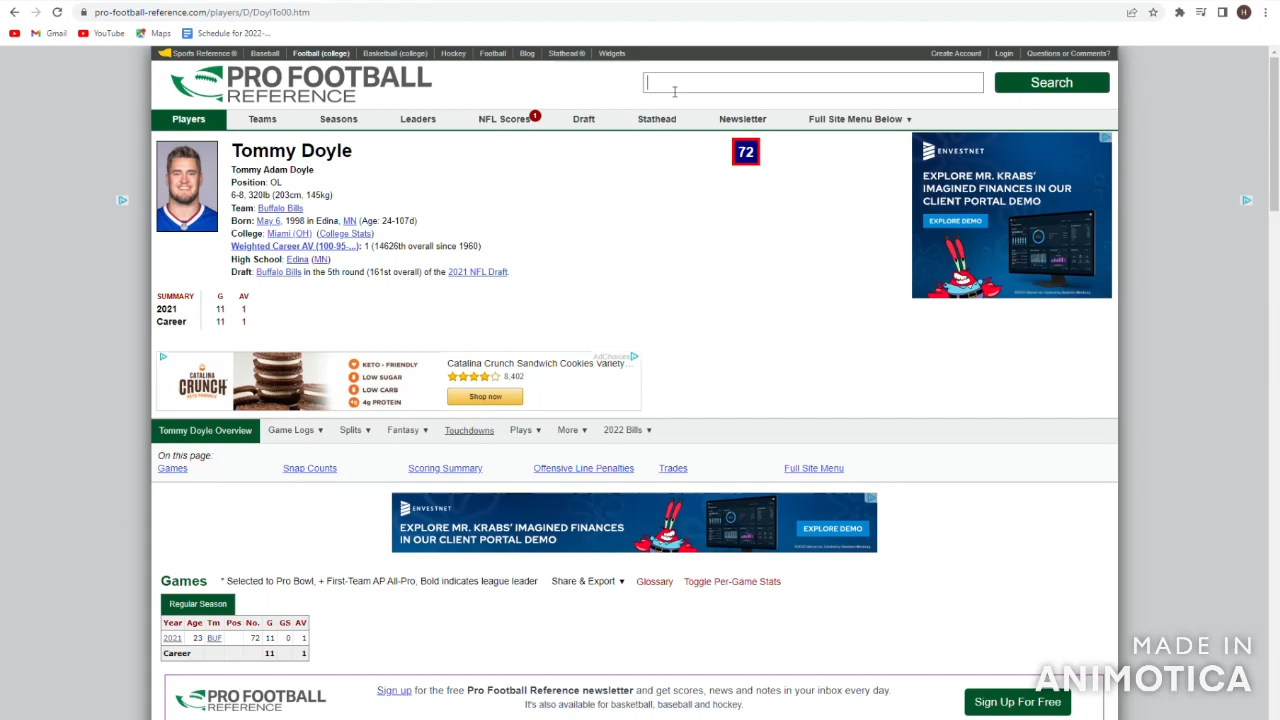 pro-football-reference.com/players/D/DoylTo00.htm
H
Gmail YouTube Maps Schedule for 2022-...
Sports Reference ® Baseball Football (college) Basketball (college) Hockey Football Blog Stathead ® Widgets Create Account Login Questions or Comments?
PRO FOOTBALL
REFERENCE
Search
Players Teams Seasons Leaders NFL Scores 1 Draft Stathead Newsletter Full Site Menu Below ▼
Tommy Doyle
72
Tommy Adam Doyle
Position: OL
6-8, 320lb (203cm, 145kg)
Team: Buffalo Bills
Born: May 6, 1998 in Edina, MN (Age: 24-107d)
College: Miami (OH) (College Stats)
Weighted Career AV (100-95-...): 1 (14626th overall since 1960)
High School: Edina (MN)
Draft: Buffalo Bills in the 5th round (161st overall) of the 2021 NFL Draft.
ENVESTNET
EXPLORE MR. KRABS'
IMAGINED FINANCES IN
OUR CLIENT PORTAL DEMO
EXPLORE DEMO
SUMMARY G AV
2021 11 1
Career 11 1
CATALINA
CRUNCH
KETO - FRIENDLY
LOW SUGAR
LOW CARB
4g PROTEIN
AdChoices
Catalina Crunch Sandwich Cookies Variety...
8,402
Shop now
Tommy Doyle Overview Game Logs ▼ Splits ▼ Fantasy ▼ Touchdowns Plays ▼ More ▼ 2022 Bills ▼
On this page:
Games Snap Counts Scoring Summary Offensive Line Penalties Trades Full Site Menu
ENVESTNET
EXPLORE MR. KRABS' IMAGINED FINANCES
IN OUR CLIENT PORTAL DEMO
EXPLORE DEMO
Games * Selected to Pro Bowl, + First-Team AP All-Pro, Bold indicates league leader Share & Export ▼ Glossary Toggle Per-Game Stats
Regular Season
Year Age Tm Pos No. G GS AV
2021 23 BUF 72 11 0 1
Career 11 1
PRO FOOTBALL
REFERENCE
Sign up for the free Pro Football Reference newsletter and get scores, news and notes in your inbox every day.
It's also available for basketball, baseball and hockey.
Sign Up For Free
MADE IN
ANIMOTICA